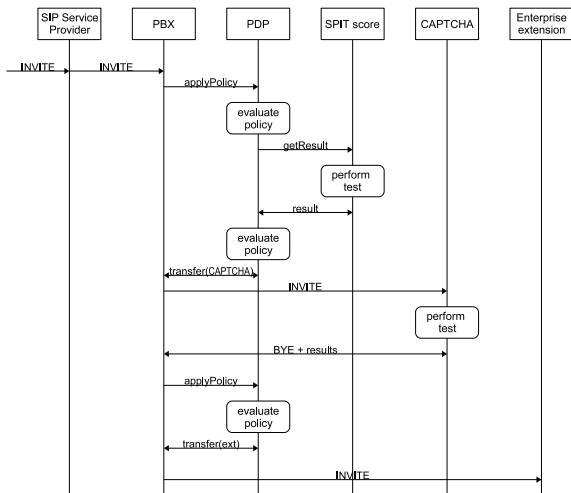 SIP Service
Provider
PBX
PDP
SPIT score
CAPTCHA
Enterprise
extension
INVITE
INVITE
applyPolicy
evaluate
policy
getResult
perform
test
result
evaluate
policy
transfer(CAPTCHA)
INVITE
perform
test
BYE + results
applyPolicy
evaluate
policy
transfer(ext)
INVITE